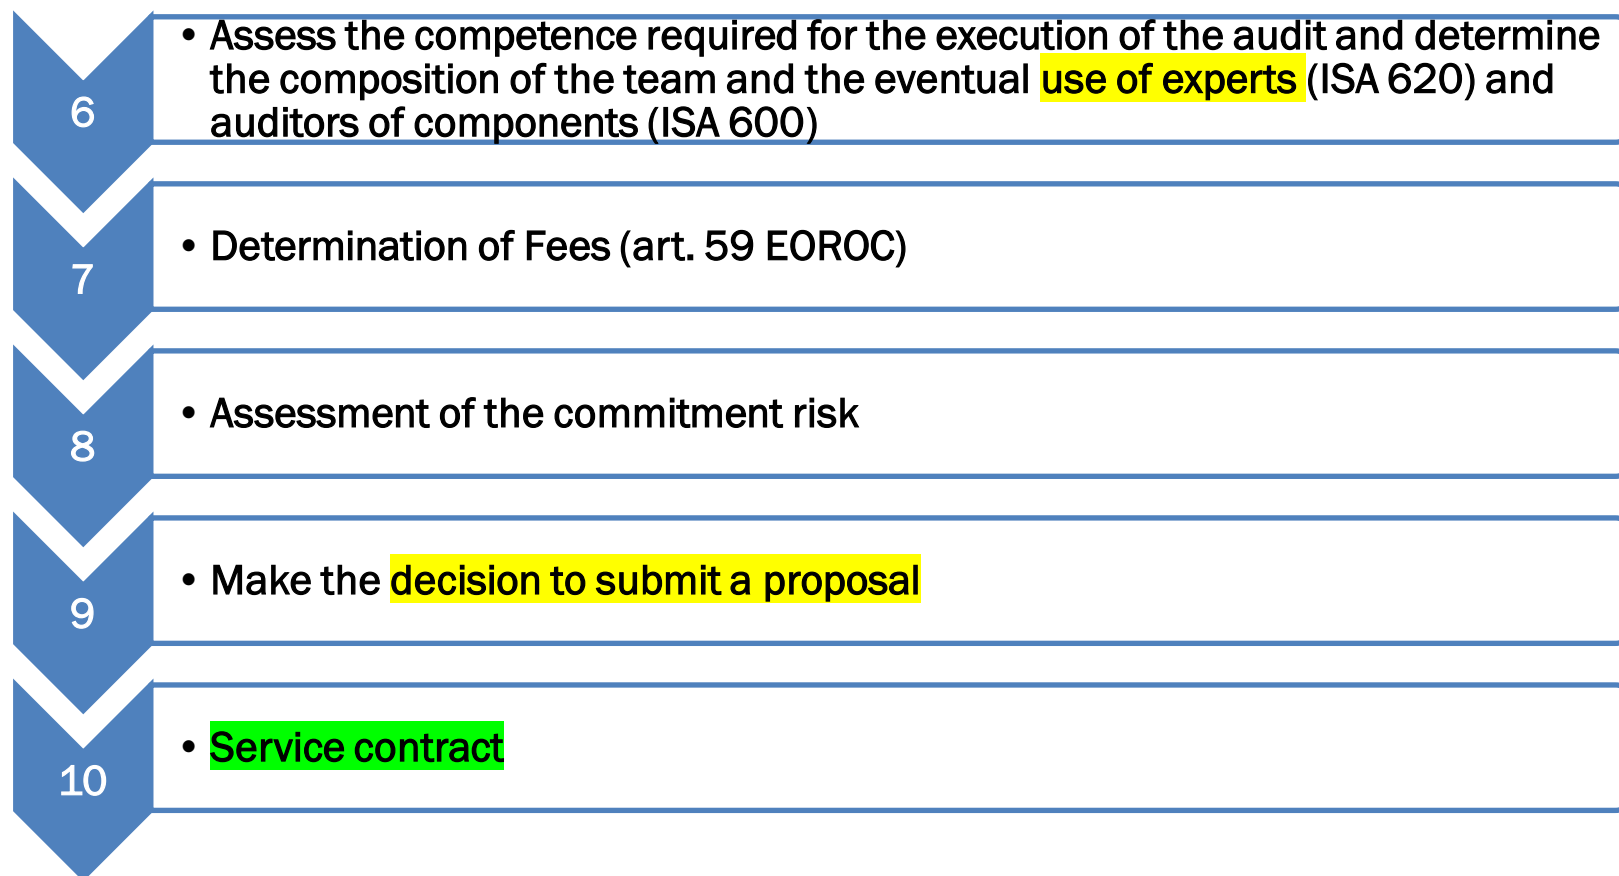 6
• Assess the competence required for the execution of the audit and determine
the composition of the team and the eventual use of experts (ISA 620) and
auditors of components (ISA 600)
7
• Determination of Fees (art. 59 EOROC)
8
• Assessment of the commitment risk
9
• Make the decision to submit a proposal
10
• Service contract